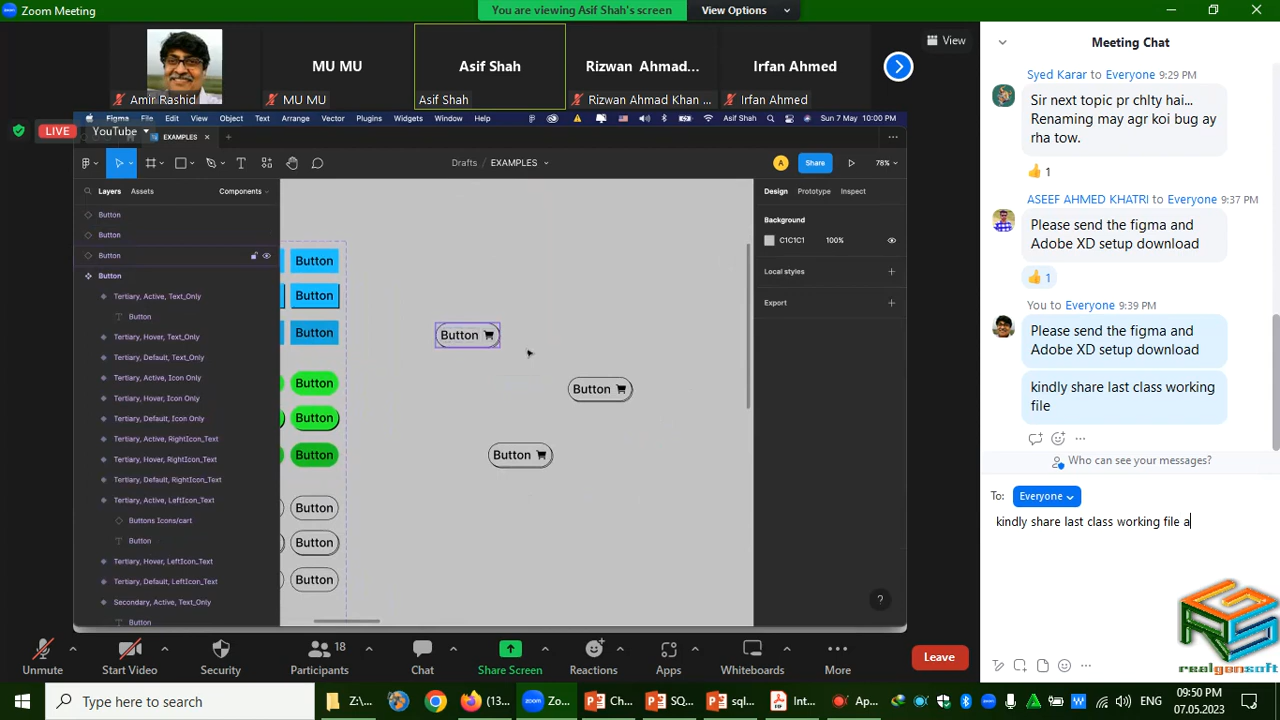 Zoom Meeting
You are viewing Asif Shah's screen
View Options
MU MU
Asif Shah
Rizwan Ahmad...
Irfan Ahmed
View
Amir Rashid
MU MU
Asif Shah
Rizwan Ahmad Khan ...
Irfan Ahmed
LIVE
YouTube
Figma File Edit View Object Text Arrange Vector Plugins Widgets Window Help
Asif Shah Sun 7 May 10:00 PM
EXAMPLES
Drafts / EXAMPLES
A
Share
78%
Layers
Assets
Components
Button
Button
Button
Button
Tertiary, Active, Text_Only
Button
Tertiary, Hover, Text_Only
Tertiary, Default, Text_Only
Tertiary, Active, Icon Only
Tertiary, Hover, Icon Only
Tertiary, Default, Icon Only
Tertiary, Active, RightIcon_Text
Tertiary, Hover, RightIcon_Text
Tertiary, Default, RightIcon_Text
Tertiary, Active, LeftIcon_Text
Buttons Icons/cart
Button
Tertiary, Hover, LeftIcon_Text
Tertiary, Default, LeftIcon_Text
Secondary, Active, Text_Only
Button
Button
Button
Button
Button
Button
Button
Button
Button
Button
Button
Button
Button
Design
Prototype
Inspect
Background
C1C1C1
100%
Local styles
Export
?
Meeting Chat
Syed Karar to Everyone 9:29 PM
Sir next topic pr chlty hai...
Renaming may agr koi bug ay
rha tow.
1
ASEEF AHMED KHATRI to Everyone 9:37 PM
Please send the figma and
Adobe XD setup download
1
You to Everyone 9:39 PM
Please send the figma and
Adobe XD setup download
kindly share last class working
file
Who can see your messages?
To: Everyone
kindly share last class working file a
realgensoft
Unmute
Start Video
Security
18
Participants
Chat
Share Screen
Reactions
Apps
Whiteboards
More
Leave
Type here to search
Z:\
(13...
Zo...
Ch...
SQ...
sql...
Int...
Ap...
ENG
09:50 PM
07.05.2023